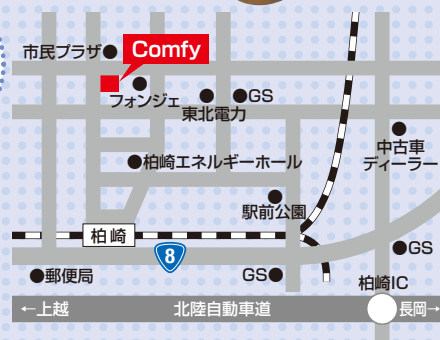 市民プラザ
Comfy
フォンジェ
東北電力
GS
柏崎エネルギーホール
中古車
ディーラー
駅前公園
柏崎
8
GS
郵便局
GS
柏崎IC
←上越
北陸自動車道
長岡→